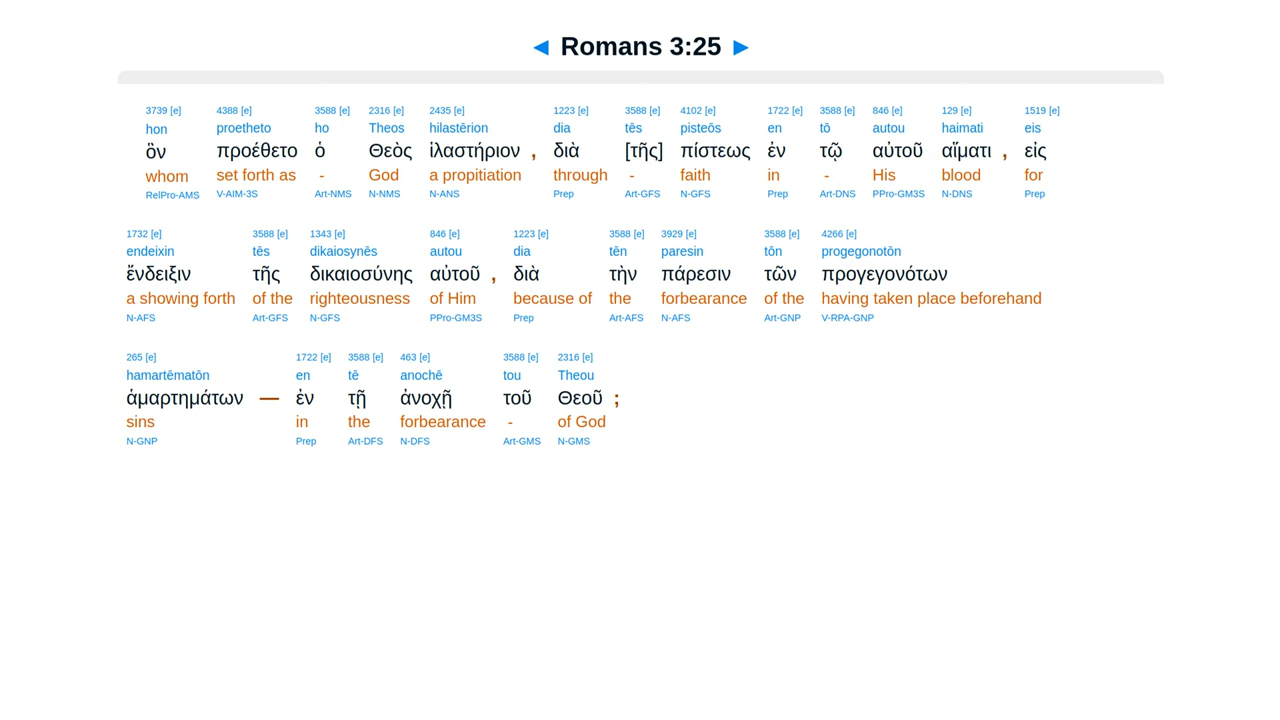 ◄ Romans 3:25 ►
3739 [e] 4388 [e] 3588 [e] 2316 [e] 2435 [e] 1223 [e] 3588 [e] 4102 [e] 1722 [e] 3588 [e] 846 [e] 129 [e] 1519 [e]
hon proetheto ho Theos hilastērion dia tēs pisteōs en tō autou haimati eis
ὃν προέθετο ὁ Θεὸς ἱλαστήριον , διὰ [τῆς] πίστεως ἐν τῷ αὐτοῦ αἵματι , εἰς
whom set forth as - God a propitiation through - faith in - His blood for
RelPro-AMS V-AIM-3S Art-NMS N-NMS N-ANS Prep Art-GFS N-GFS Prep Art-DNS PPro-GM3S N-DNS Prep
1732 [e] 3588 [e] 1343 [e] 846 [e] 1223 [e] 3588 [e] 3929 [e] 3588 [e] 4266 [e]
endeixin tēs dikaiosynēs autou dia tēn paresin tōn progegonotōn
ἔνδειξιν τῆς δικαιοσύνης αὐτοῦ , διὰ τὴν πάρεσιν τῶν προγεγονότων
a showing forth of the righteousness of Him because of the forbearance of the having taken place beforehand
N-AFS Art-GFS N-GFS PPro-GM3S Prep Art-AFS N-AFS Art-GNP V-RPA-GNP
265 [e] 1722 [e] 3588 [e] 463 [e] 3588 [e] 2316 [e]
hamartēmatōn en tē anochē tou Theou
ἁμαρτημάτων — ἐν τῇ ἀνοχῇ τοῦ Θεοῦ ;
sins in the forbearance - of God
N-GNP Prep Art-DFS N-DFS Art-GMS N-GMS